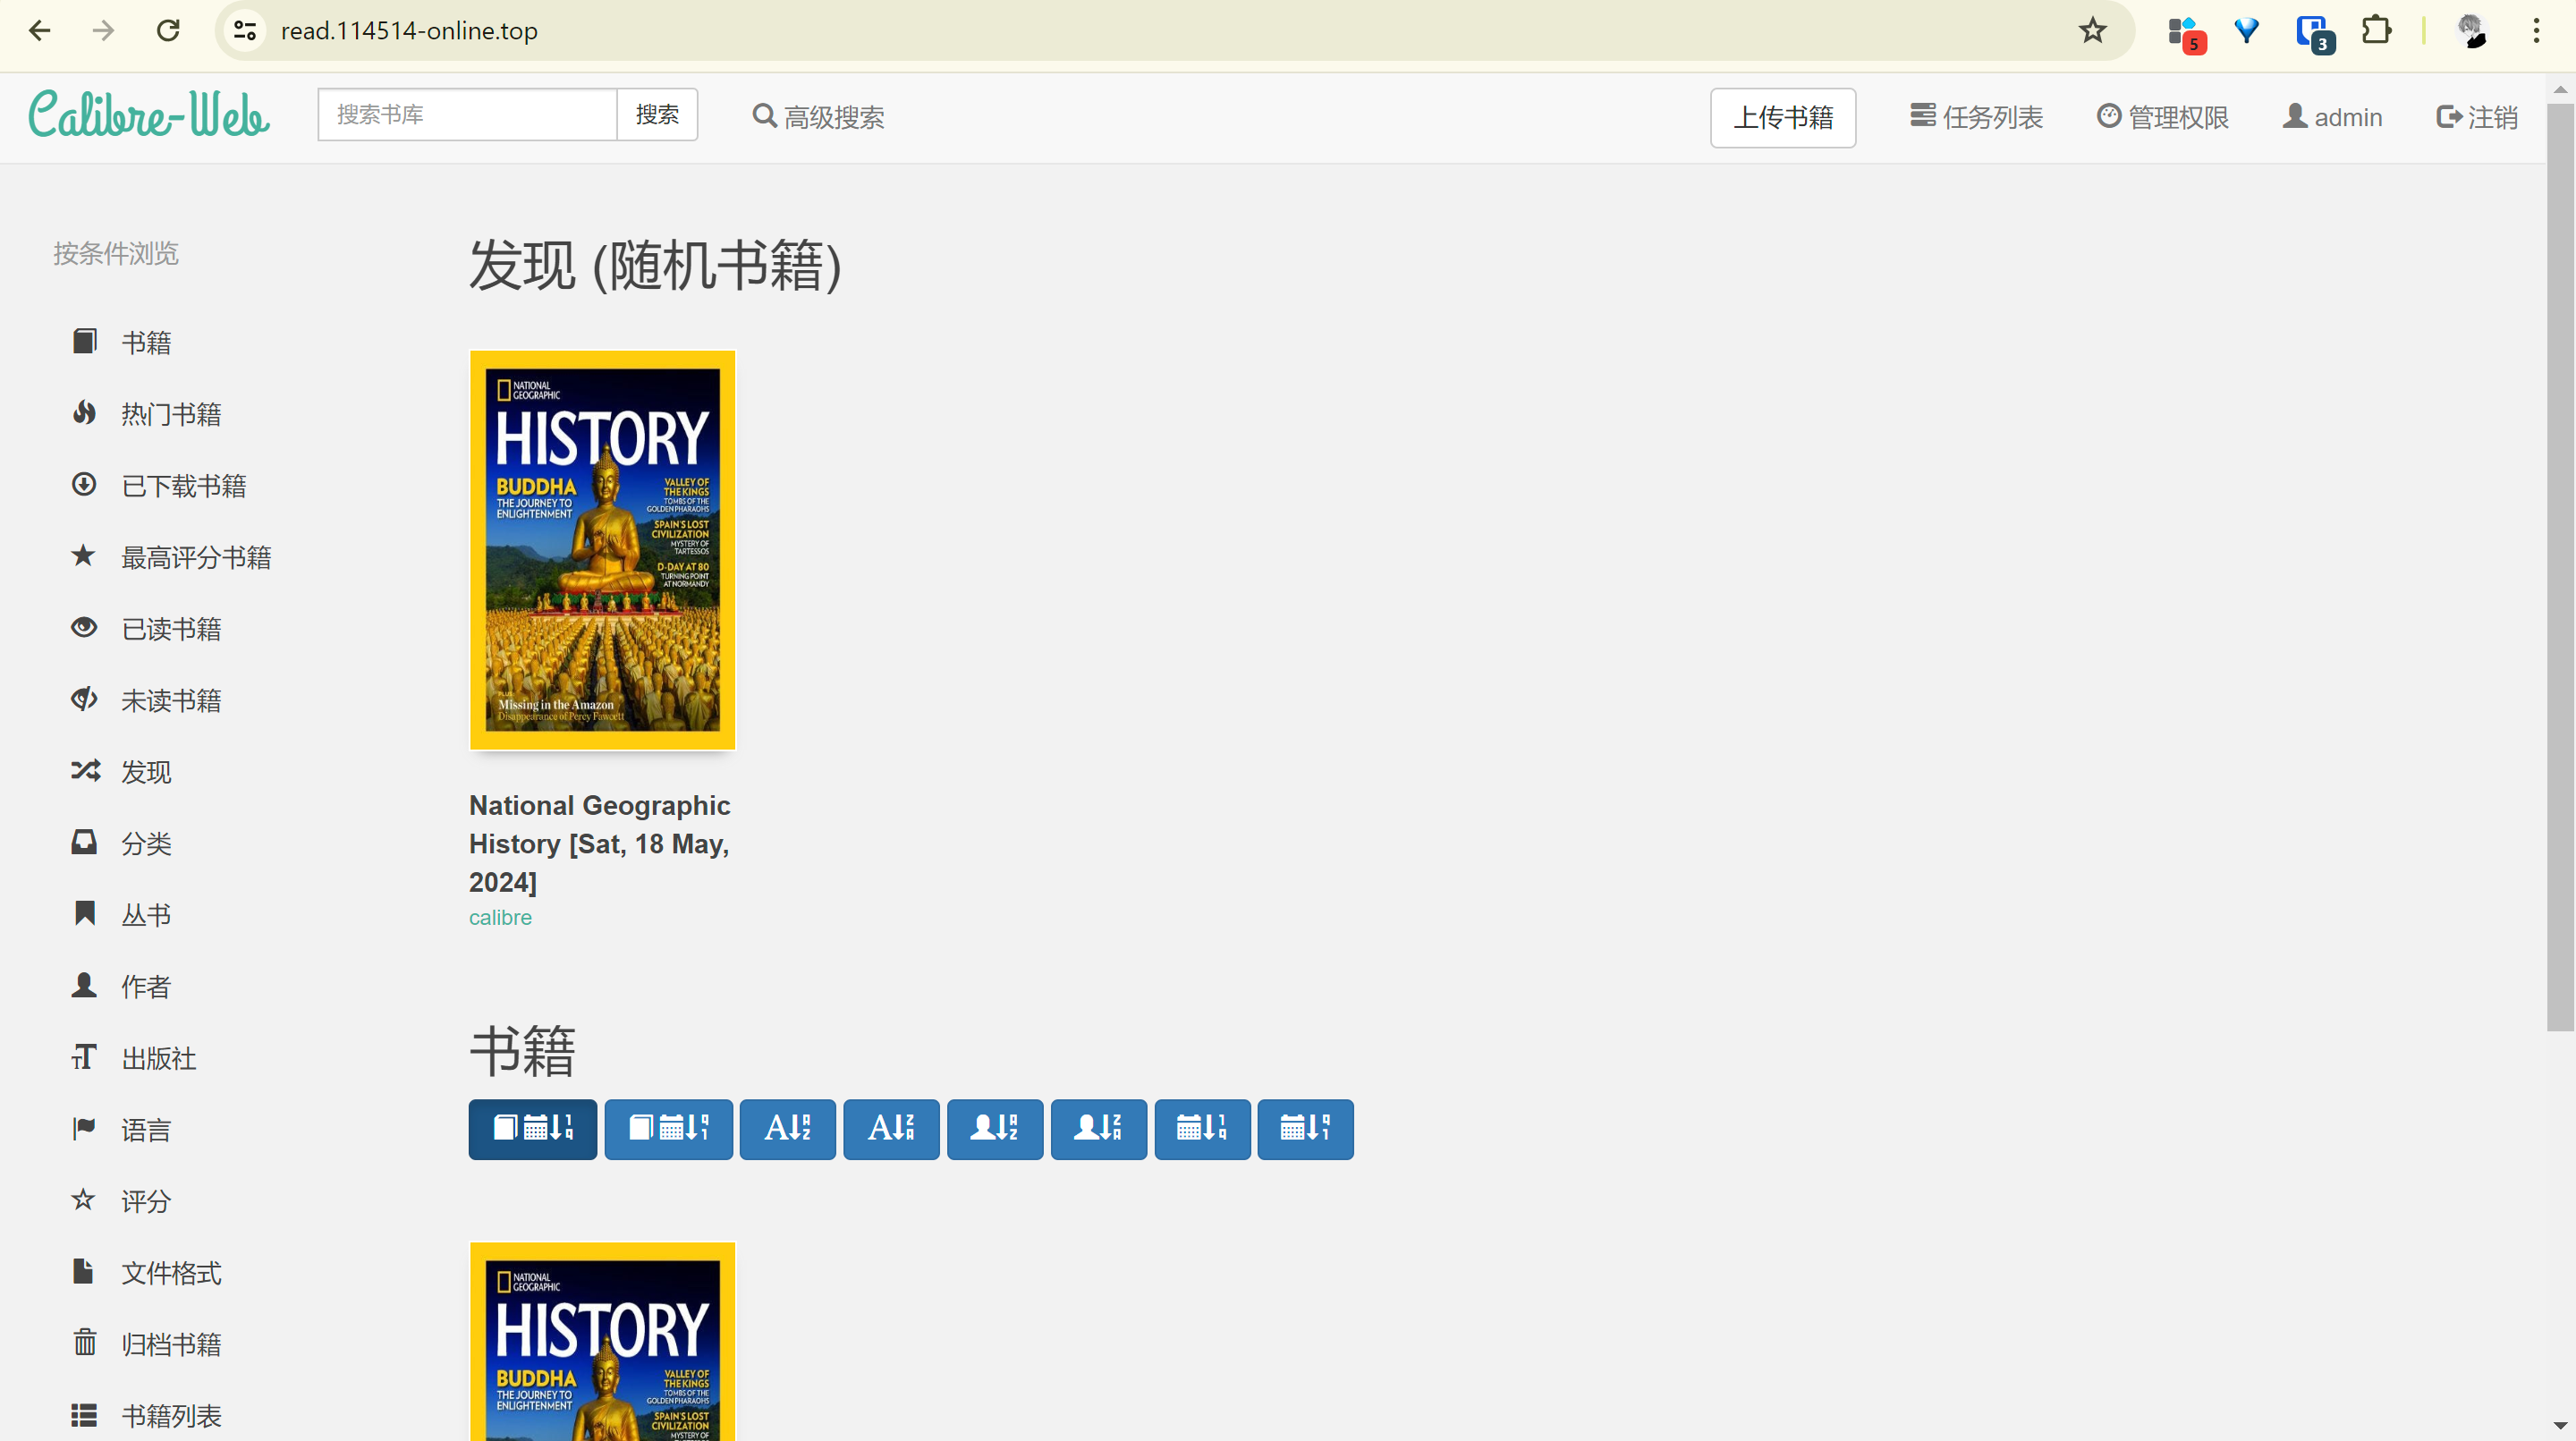 read.114514-online.top
5
3
Calibre-Web
搜索书库
搜索
高级搜索
上传书籍
任务列表
管理权限
admin
注销
按条件浏览
书籍
热门书籍
已下载书籍
最高评分书籍
已读书籍
未读书籍
发现
分类
丛书
作者
出版社
语言
评分
文件格式
归档书籍
书籍列表
发现 (随机书籍)
NATIONAL
GEOGRAPHIC
HISTORY
BUDDHA
THE JOURNEY TO
ENLIGHTENMENT
VALLEY OF
THE KINGS
TOMBS OF THE
GOLDEN PHARAOHS
SPAIN'S LOST
CIVILIZATION
MYSTERY OF
TARTESSOS
D-DAY AT 80
TURNING POINT
AT NORMANDY
PLUS
Missing in the Amazon
Disappearance of Percy Fawcett
National Geographic
History [Sat, 18 May,
2024]
calibre
书籍
NATIONAL
GEOGRAPHIC
HISTORY
BUDDHA
THE JOURNEY TO
ENLIGHTENMENT
VALLEY OF
THE KINGS
TOMBS OF THE
GOLDEN PHARAOHS
SPAIN'S LOST
CIVILIZATION
MYSTERY OF